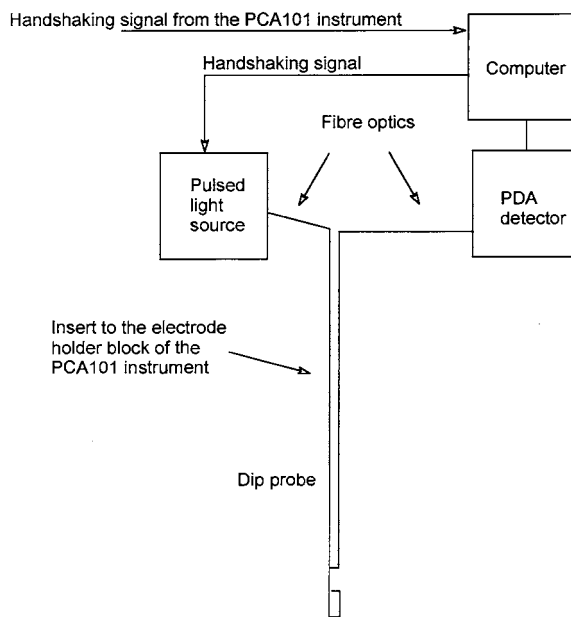 Handshaking signal from the PCA101 instrument
Computer
Handshaking signal
Fibre optics
Pulsed
light
source
PDA
detector
Insert to the electrode
holder block of the
PCA101 instrument
Dip probe